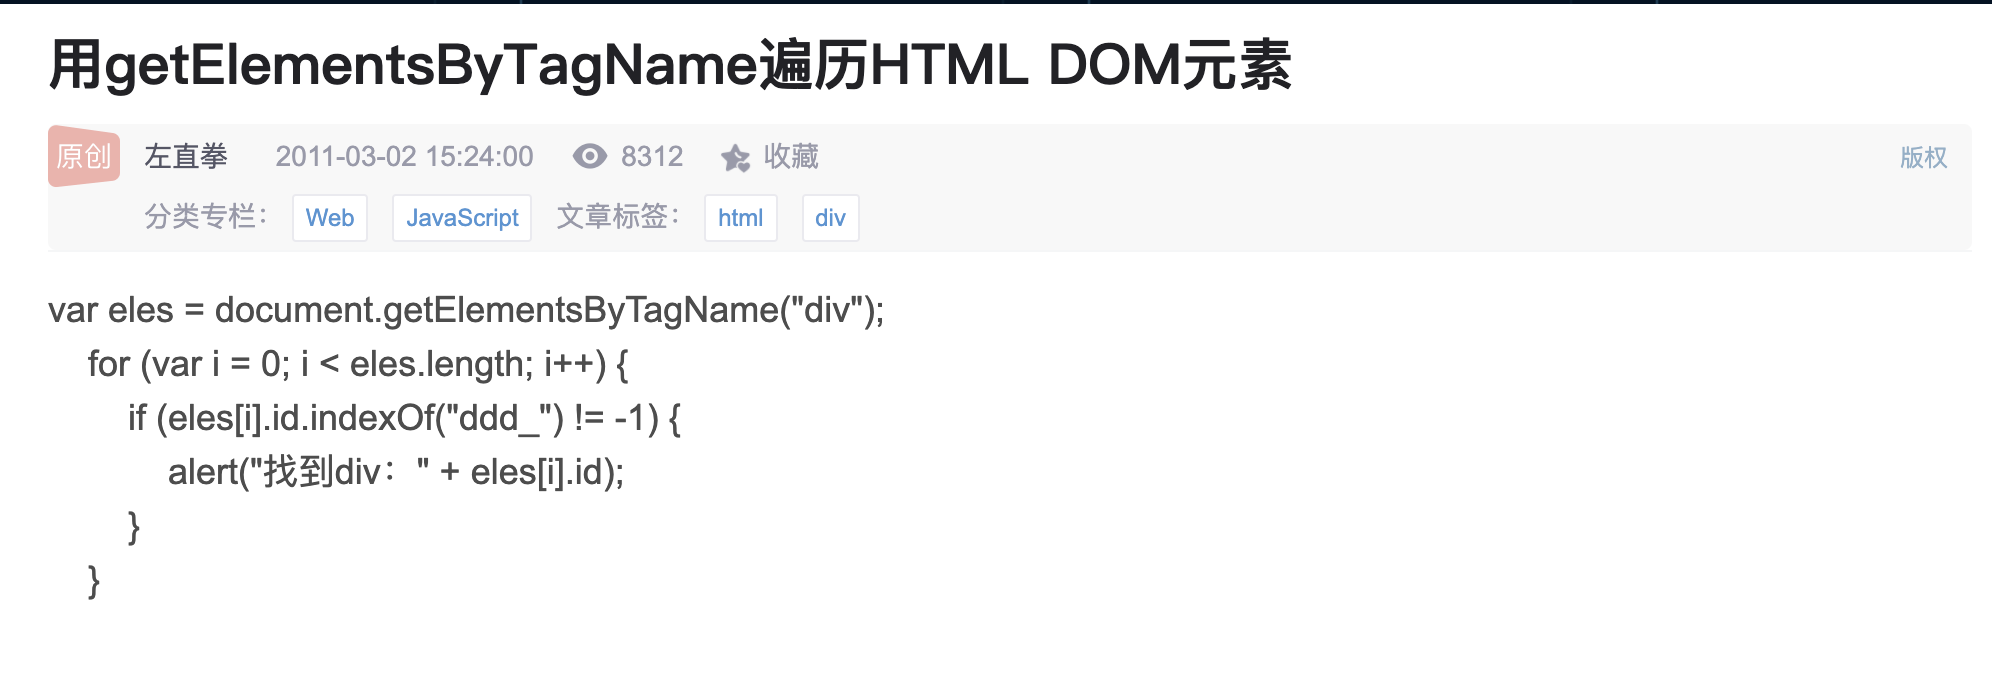 用getElementsByTagName遍历HTML DOM元素
原创 左直拳 2011-03-02 15:24:00 8312 收藏 版权
分类专栏： Web JavaScript 文章标签： html div
var eles = document.getElementsByTagName("div");
for (var i = 0; i < eles.length; i++) {
if (eles[i].id.indexOf("ddd_") != -1) {
alert("找到div：" + eles[i].id);
}
}